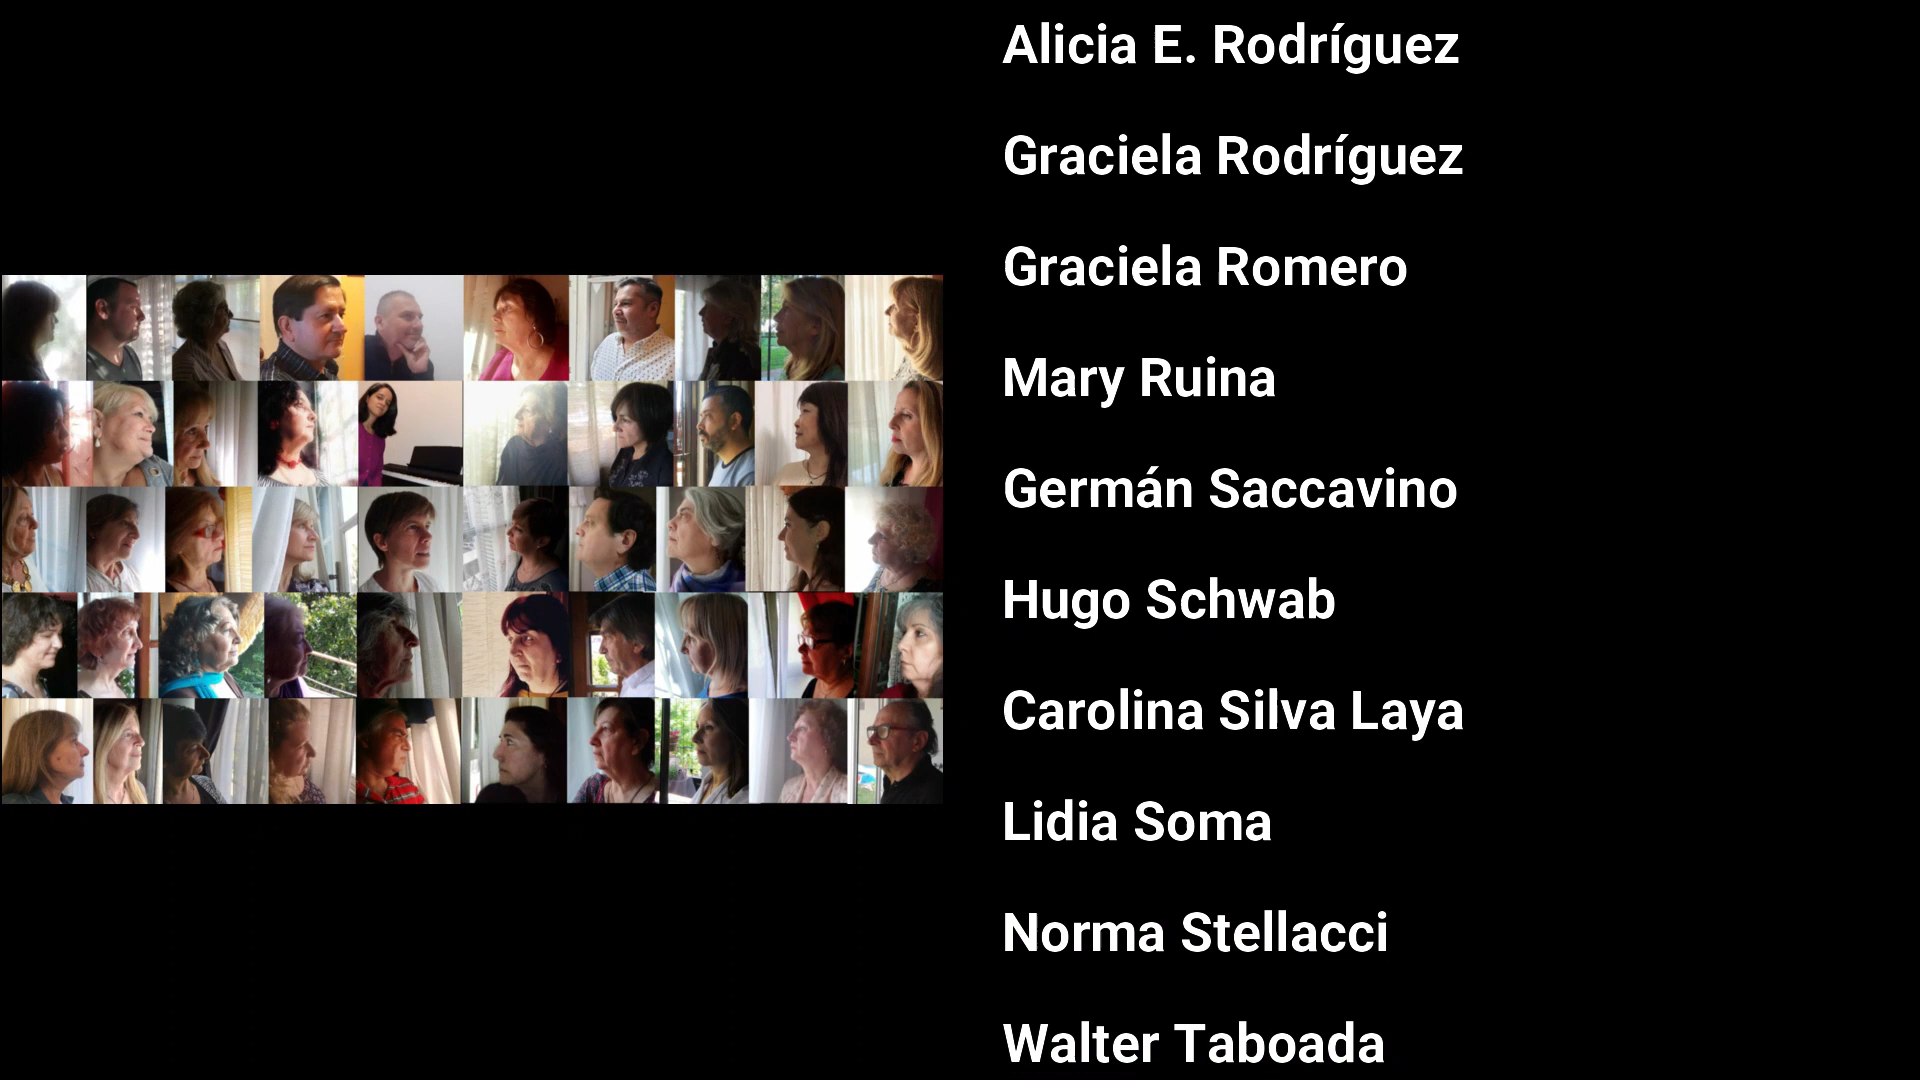 Alicia E. Rodríguez
Graciela Rodríguez
Graciela Romero
Mary Ruina
Germán Saccavino
Hugo Schwab
Carolina Silva Laya
Lidia Soma
Norma Stellacci
Walter Taboada